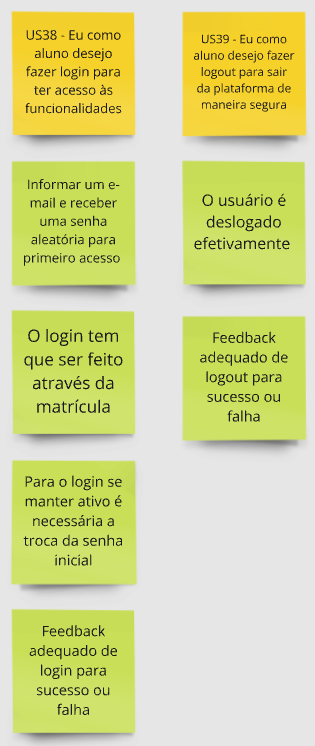 US38 - Eu como
aluno desejo
fazer login para
ter acesso às
funcionalidades
Informar um e-
mail e receber
uma senha
aleatória para
primeiro acesso
O login tem
que ser feito
através da
matrícula
Para o login se
manter ativo é
necessária a
troca da senha
inicial
Feedback
adequado de
login para
sucesso ou
falha
US39 - Eu como
aluno desejo fazer
logout para sair
da plataforma de
maneira segura
O usuário é
deslogado
efetivamente
Feedback
adequado de
logout para
sucesso ou
falha